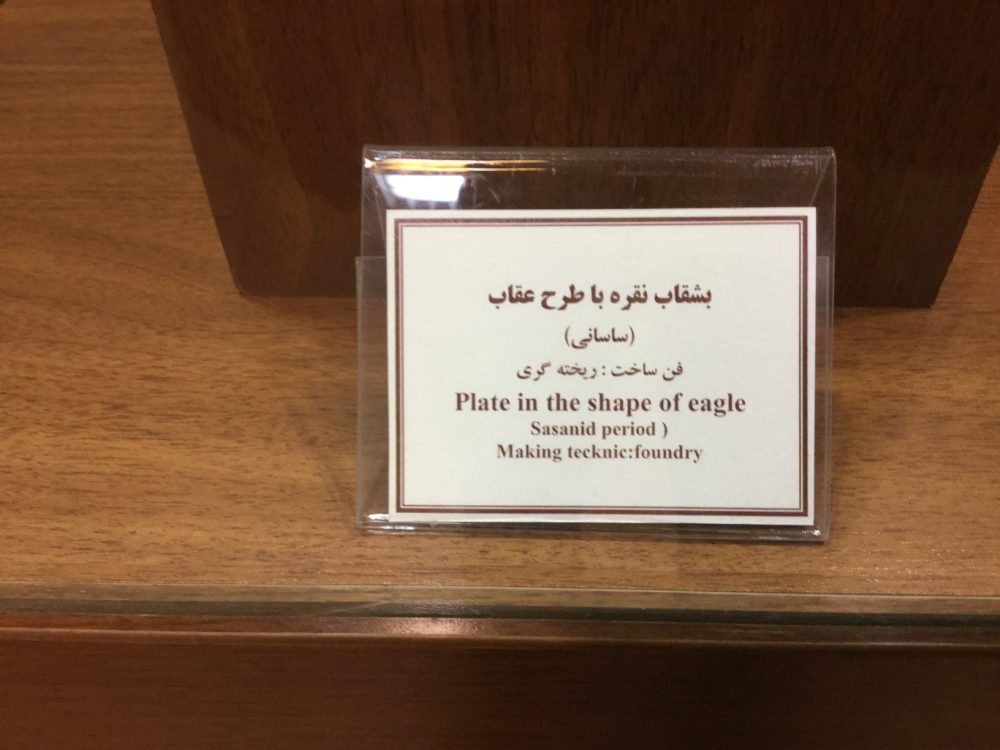 بشقاب نقره با طرح عقاب
(ساسانی)
فن ساخت : ریخته گری
Plate in the shape of eagle
Sasanid period )
Making tecknic:foundry